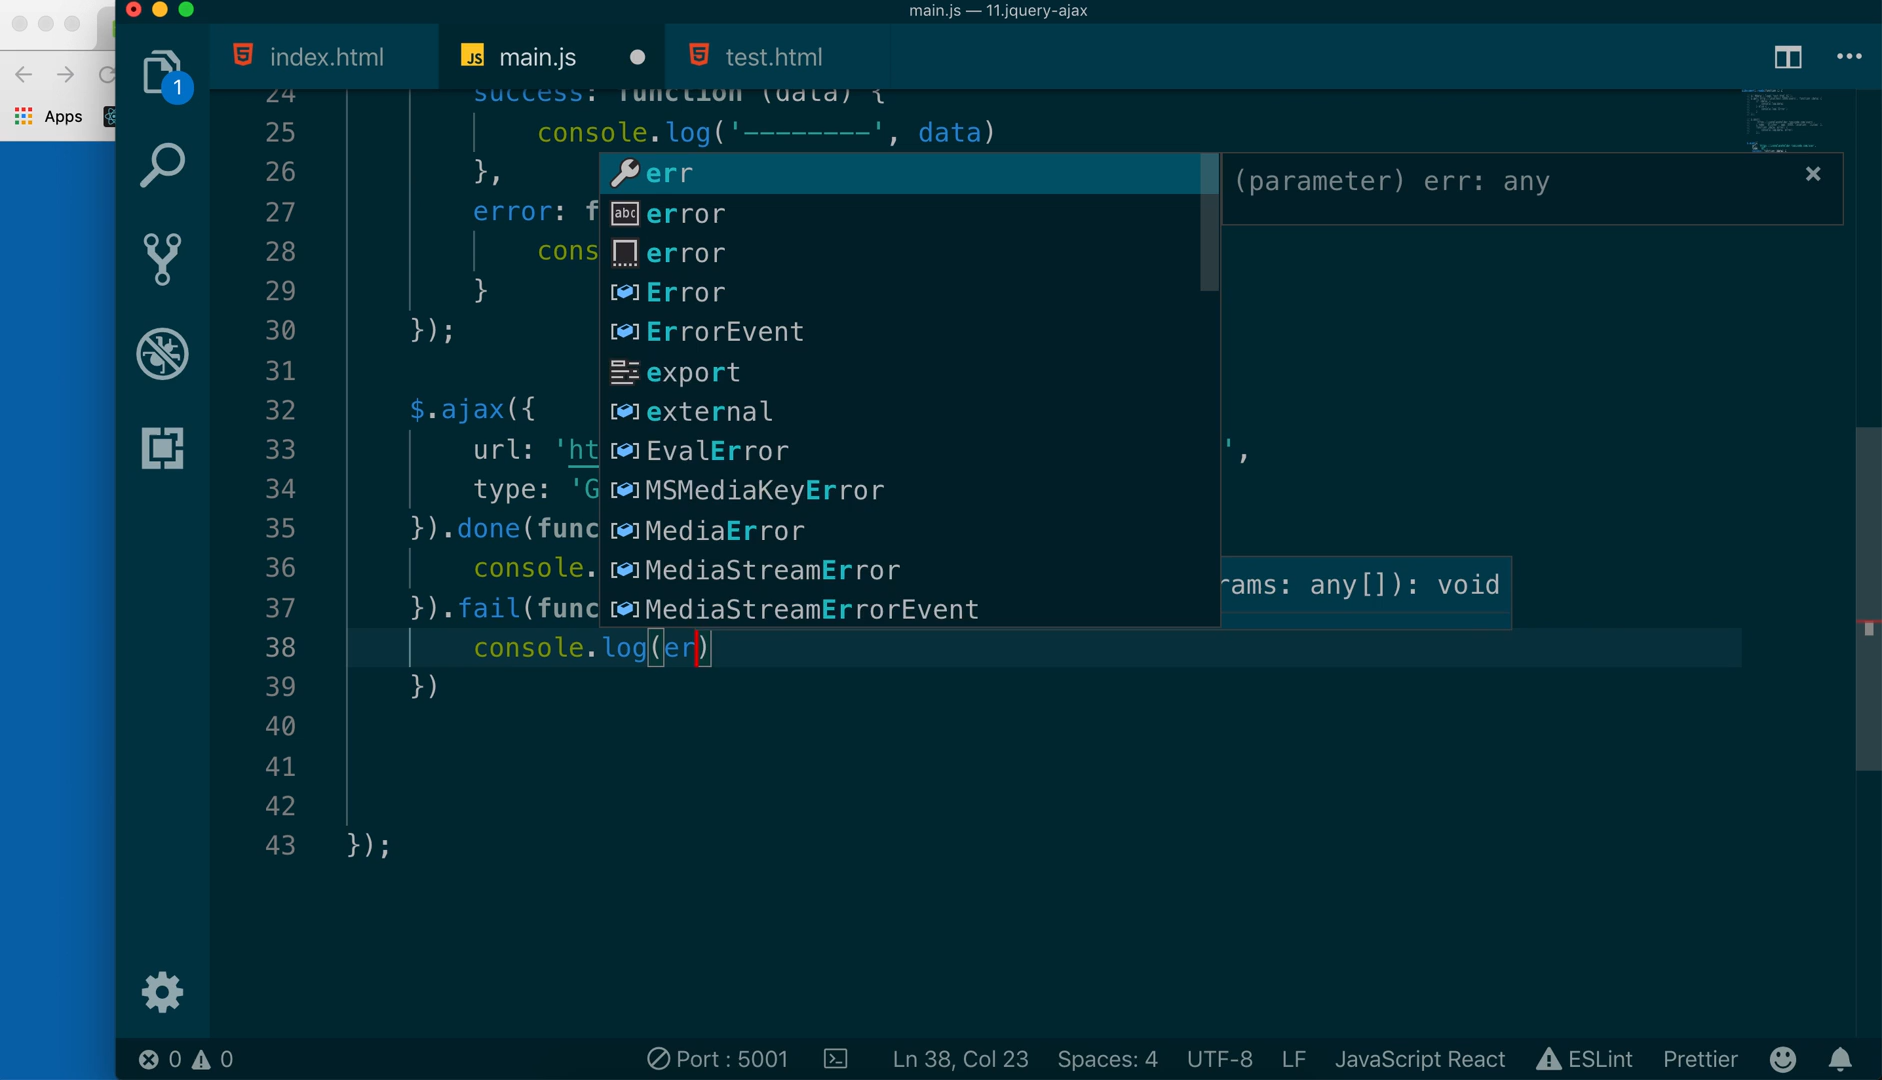 main.js — 11.jquery-ajax
index.html
main.js
test.html
1
Apps
24 success: function (data) {
25 console.log('--------', data)
26 },
27 error: f
28 cons
29 }
30 });
31
32 $.ajax({
33 url: 'ht ',
34 type: 'G
35 }).done(func
36 console.
37 }).fail(func
38 console.log(er)
39 })
40
41
42
43 });
err
error
error
Error
ErrorEvent
export
external
EvalError
MSMediaKeyError
MediaError
MediaStreamError
MediaStreamErrorEvent
(parameter) err: any
rams: any[]): void
0 0
Port : 5001
Ln 38, Col 23
Spaces: 4
UTF-8
LF
JavaScript React
ESLint
Prettier